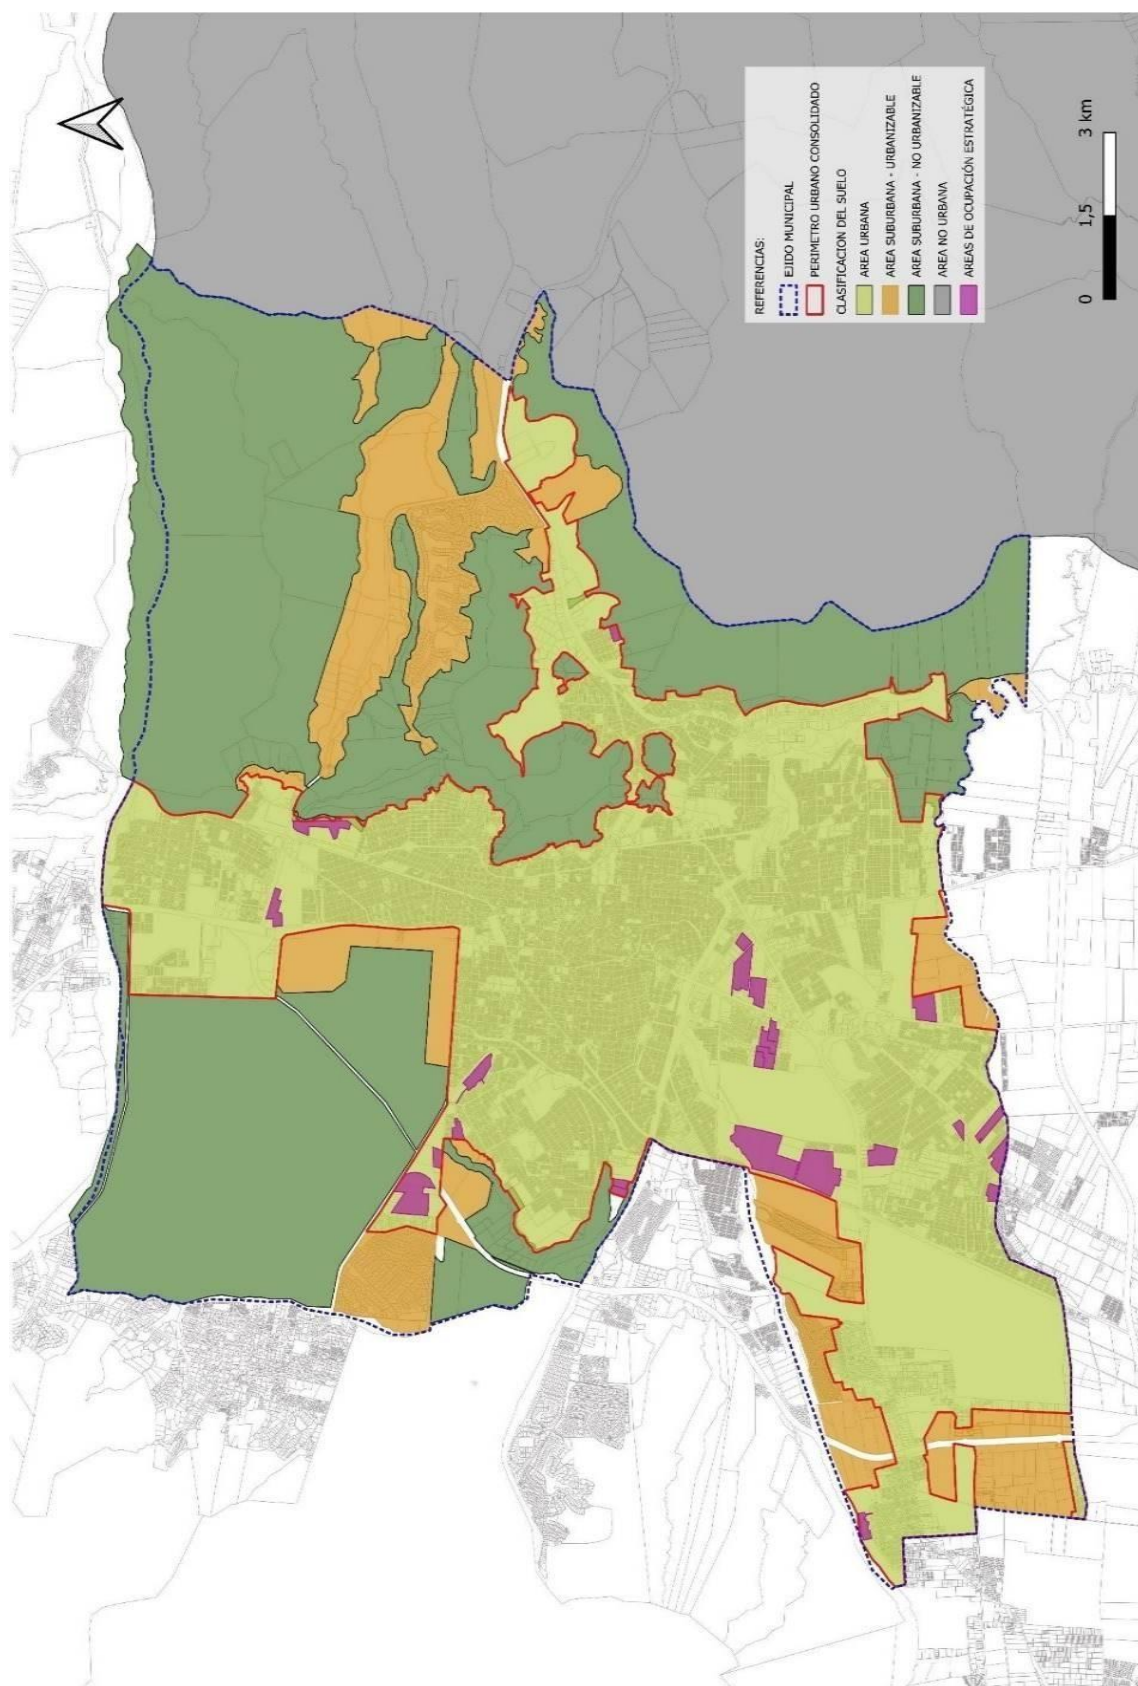 REFERENCIAS:
EJIDO MUNICIPAL
PERIMETRO URBANO CONSOLIDADO
CLASIFICACION DEL SUELO
AREA URBANA
AREA SUBURBANA - URBANIZABLE
AREA SUBURBANA - NO URBANIZABLE
AREA NO URBANA
AREAS DE OCUPACIÓN ESTRATÉGICA
0 1,5 3 km